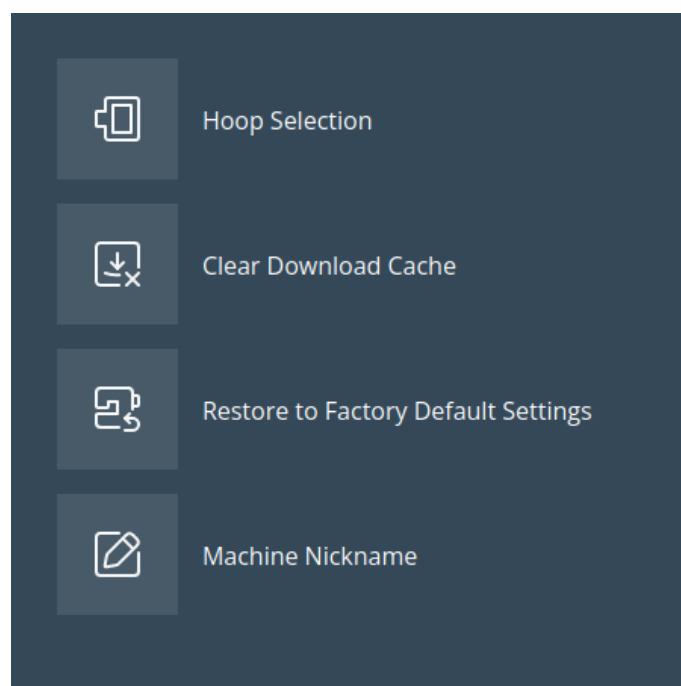 Hoop Selection
Clear Download Cache
Restore to Factory Default Settings
Machine Nickname